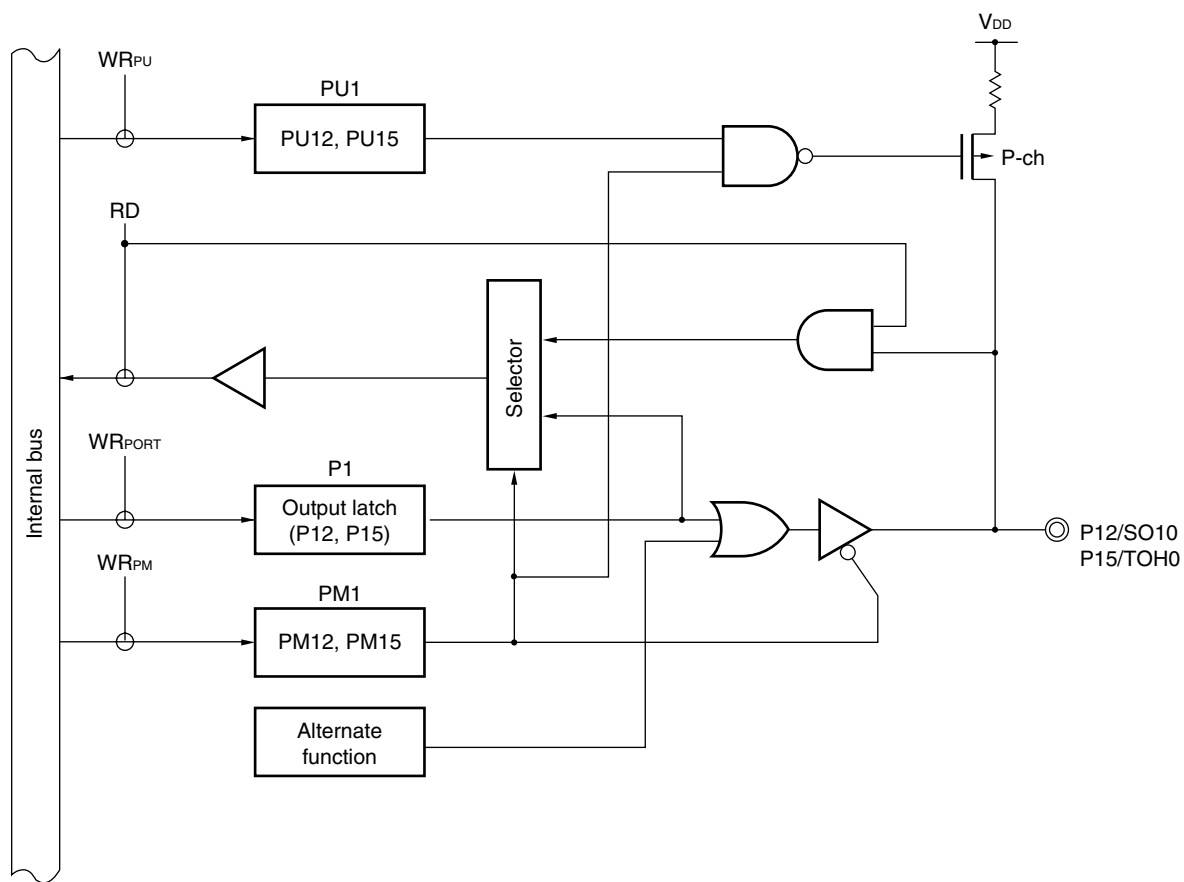 VDD
WRPU
PU1
PU12, PU15
P-ch
RD
Selector
Internal bus
WRPORT
P1
Output latch
(P12, P15)
P12/SO10
P15/TOH0
WRPM
PM1
PM12, PM15
Alternate
function